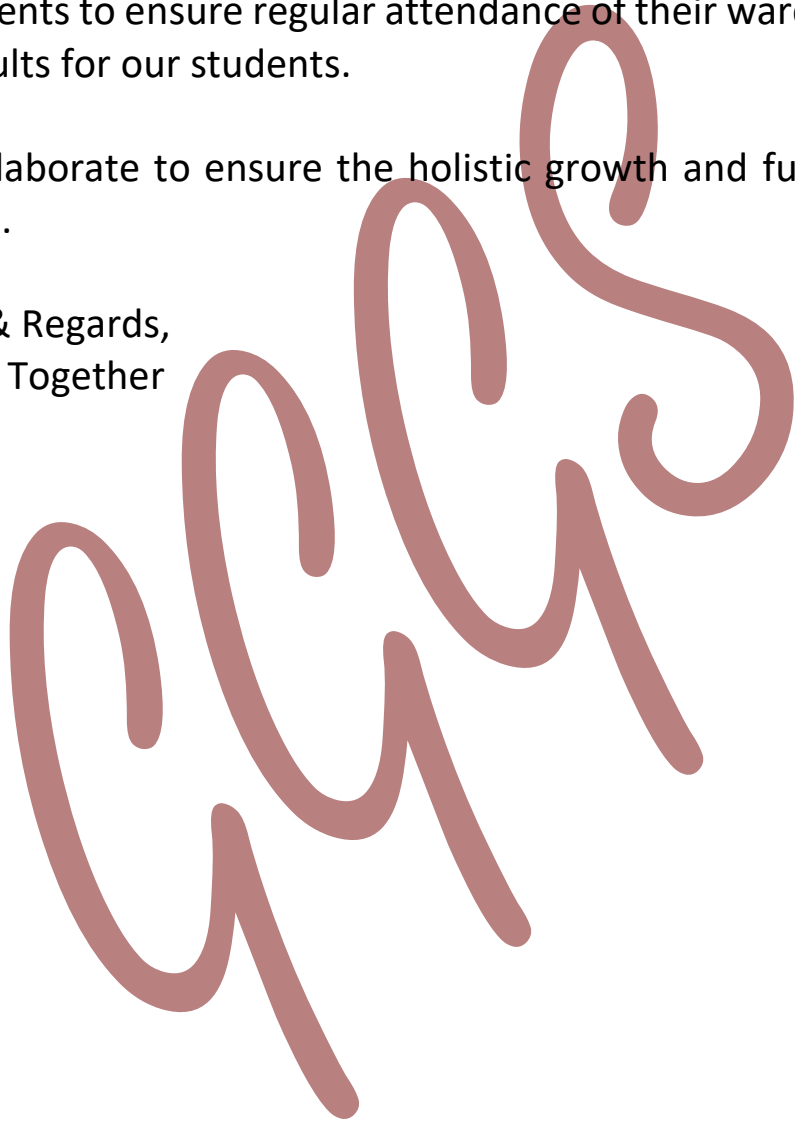 ents to ensure regular attendance of their ward
ults for our students.
laborate to ensure the holistic growth and fu
.
& Regards,
Together
GGGS